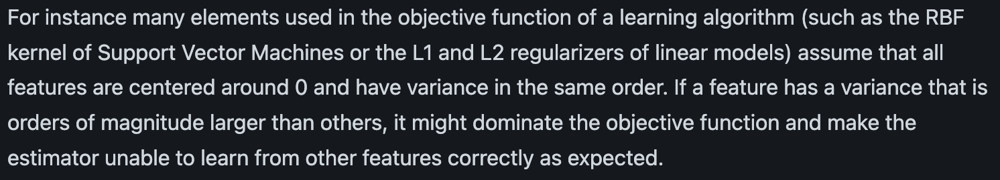 For instance many elements used in the objective function of a learning algorithm (such as the RBF
kernel of Support Vector Machines or the L1 and L2 regularizers of linear models) assume that all
features are centered around 0 and have variance in the same order. If a feature has a variance that is
orders of magnitude larger than others, it might dominate the objective function and make the
estimator unable to learn from other features correctly as expected.